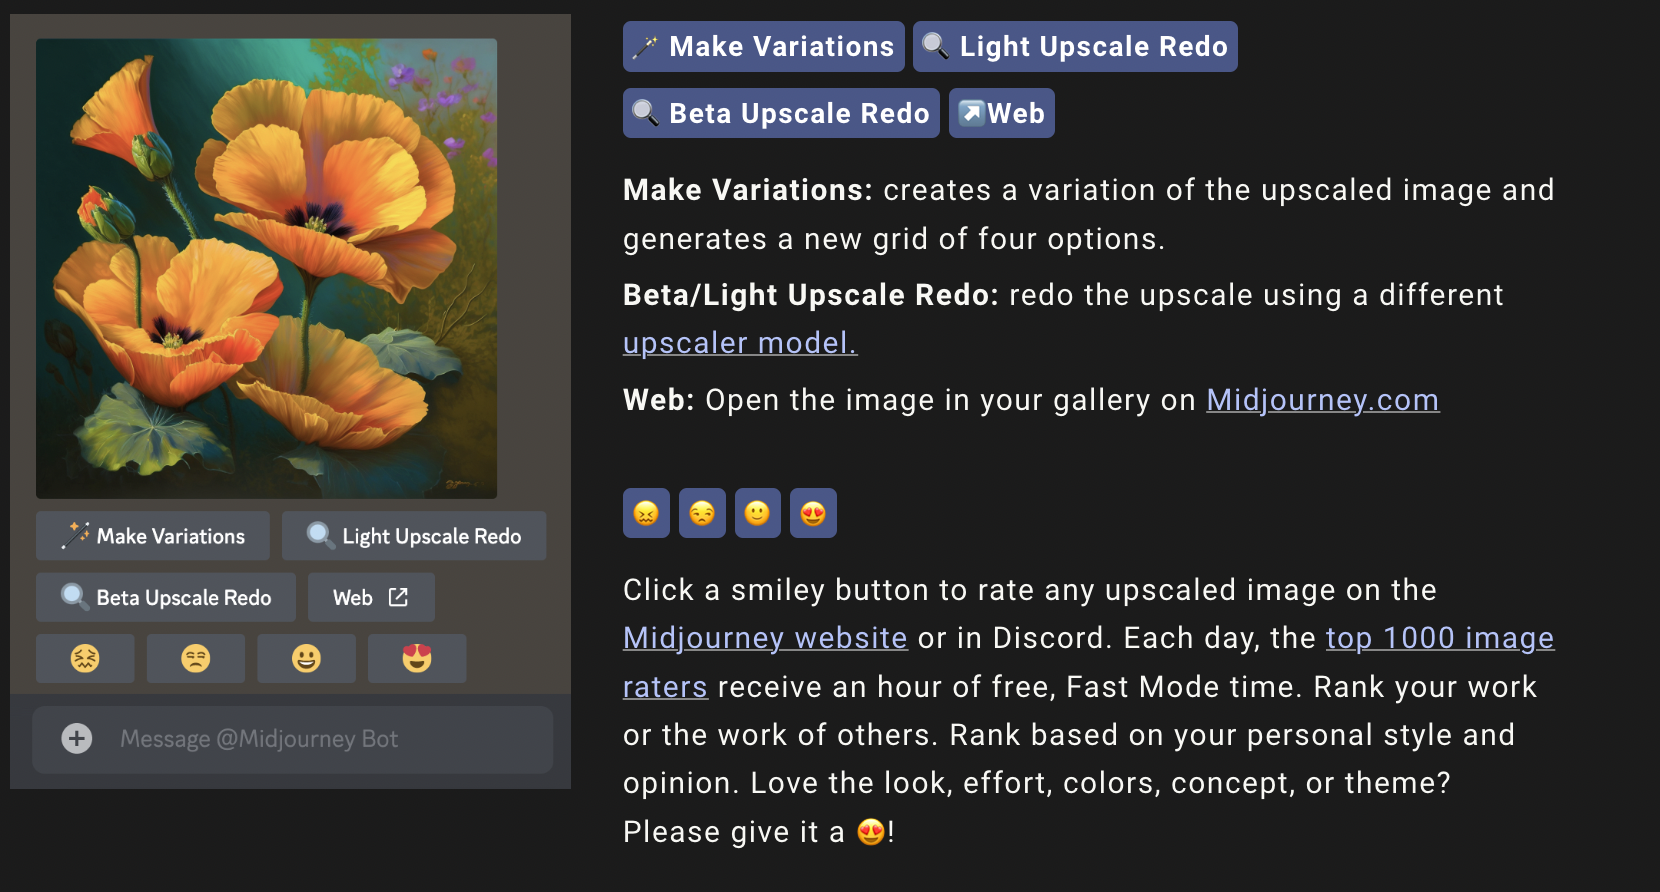 Make Variations
Light Upscale Redo
Beta Upscale Redo
Web
😖 😒 😀 😍
Message @Midjourney Bot
🪄 Make Variations 🔍 Light Upscale Redo
🔍 Beta Upscale Redo ↗️Web
Make Variations: creates a variation of the upscaled image and
generates a new grid of four options.
Beta/Light Upscale Redo: redo the upscale using a different
upscaler model.
Web: Open the image in your gallery on Midjourney.com
😖 😒 🙂 😍
Click a smiley button to rate any upscaled image on the
Midjourney website or in Discord. Each day, the top 1000 image
raters receive an hour of free, Fast Mode time. Rank your work
or the work of others. Rank based on your personal style and
opinion. Love the look, effort, colors, concept, or theme?
Please give it a 😍!